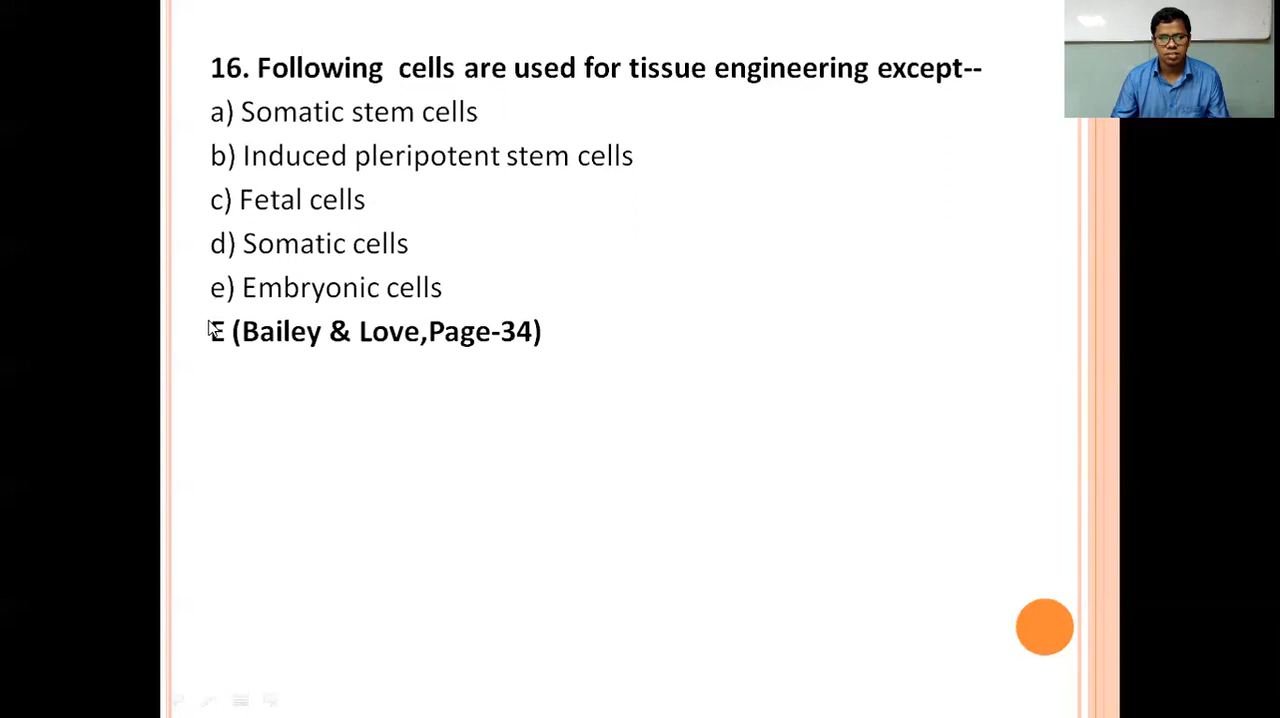 16. Following cells are used for tissue engineering except--
a) Somatic stem cells
b) Induced pleripotent stem cells
c) Fetal cells
d) Somatic cells
e) Embryonic cells
E (Bailey & Love,Page-34)